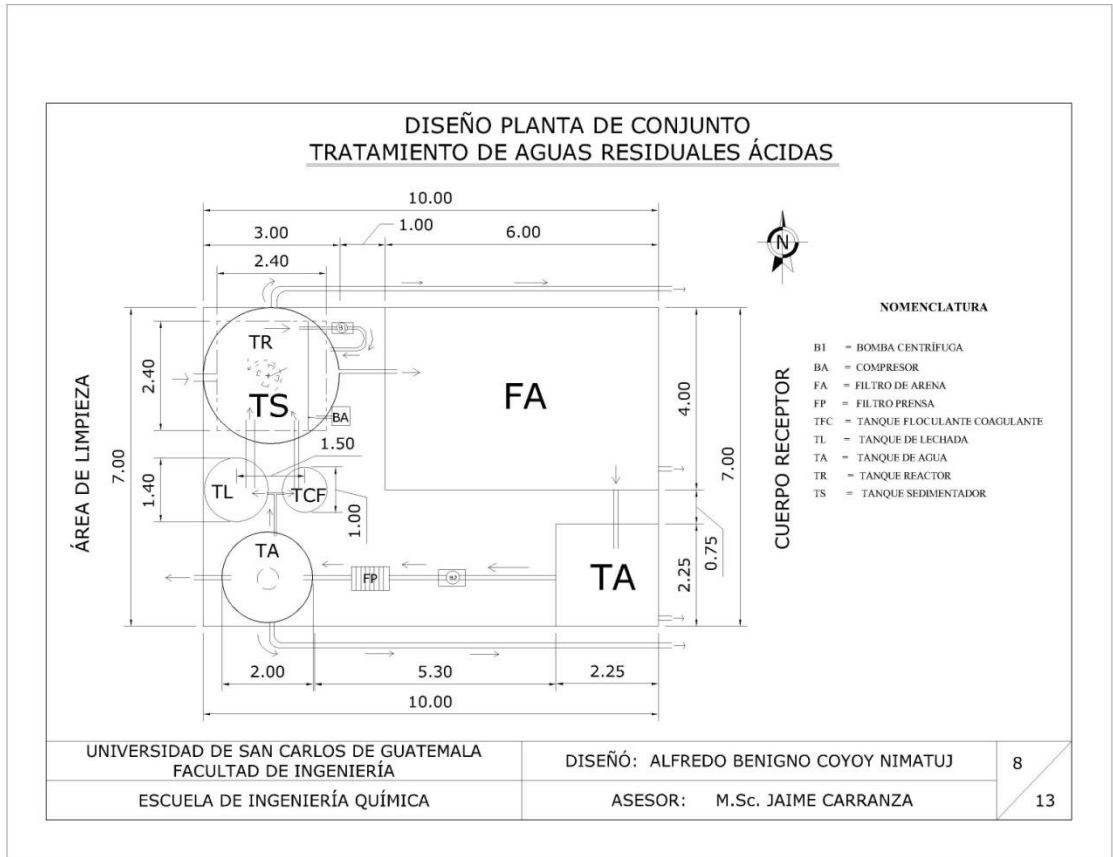 DISEÑO PLANTA DE CONJUNTO
TRATAMIENTO DE AGUAS RESIDUALES ÁCIDAS
10.00
3.00
1.00
6.00
2.40
N
NOMENCLATURA
B1 = BOMBA CENTRÍFUGA
BA = COMPRESOR
FA = FILTRO DE ARENA
FP = FILTRO PRENSA
TFC = TANQUE FLOCULANTE COAGULANTE
TL = TANQUE DE LECHADA
TA = TANQUE DE AGUA
TR = TANQUE REACTOR
TS = TANQUE SEDIMENTADOR
ÁREA DE LIMPIEZA
7.00
2.40
TR
TS
BA
FA
4.00
7.00
CUERPO RECEPTOR
1.50
1.40
TL
TCF
1.00
0.75
TA
FP
B2
TA
2.25
2.00
5.30
2.25
10.00
UNIVERSIDAD DE SAN CARLOS DE GUATEMALA
FACULTAD DE INGENIERÍA
DISEÑÓ: ALFREDO BENIGNO COYOY NIMATUJ
8
ESCUELA DE INGENIERÍA QUÍMICA
ASESOR: M.Sc. JAIME CARRANZA
13